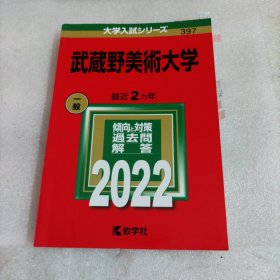 大学入試シリーズ
397
武蔵野美術大学
一般
最近2カ年
傾向と対策
過去問
解答
2022
教学社